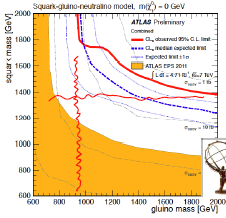 Squark-gluino-neutralino model, m(χ̃⁰₁) = 0 GeV
squark mass [GeV]
2000
1800
1600
1400
1200
1000
800
600
ATLAS Preliminary
Combined
CLₛ observed 95% C.L. limit
CLₛ median expected limit
Expected limit ±1σ
ATLAS EPS 2011
∫ L dt = 4.71 fb⁻¹, √s=7 TeV
600 800 1000 1200 1400 1600 1800 2000
gluino mass [GeV]